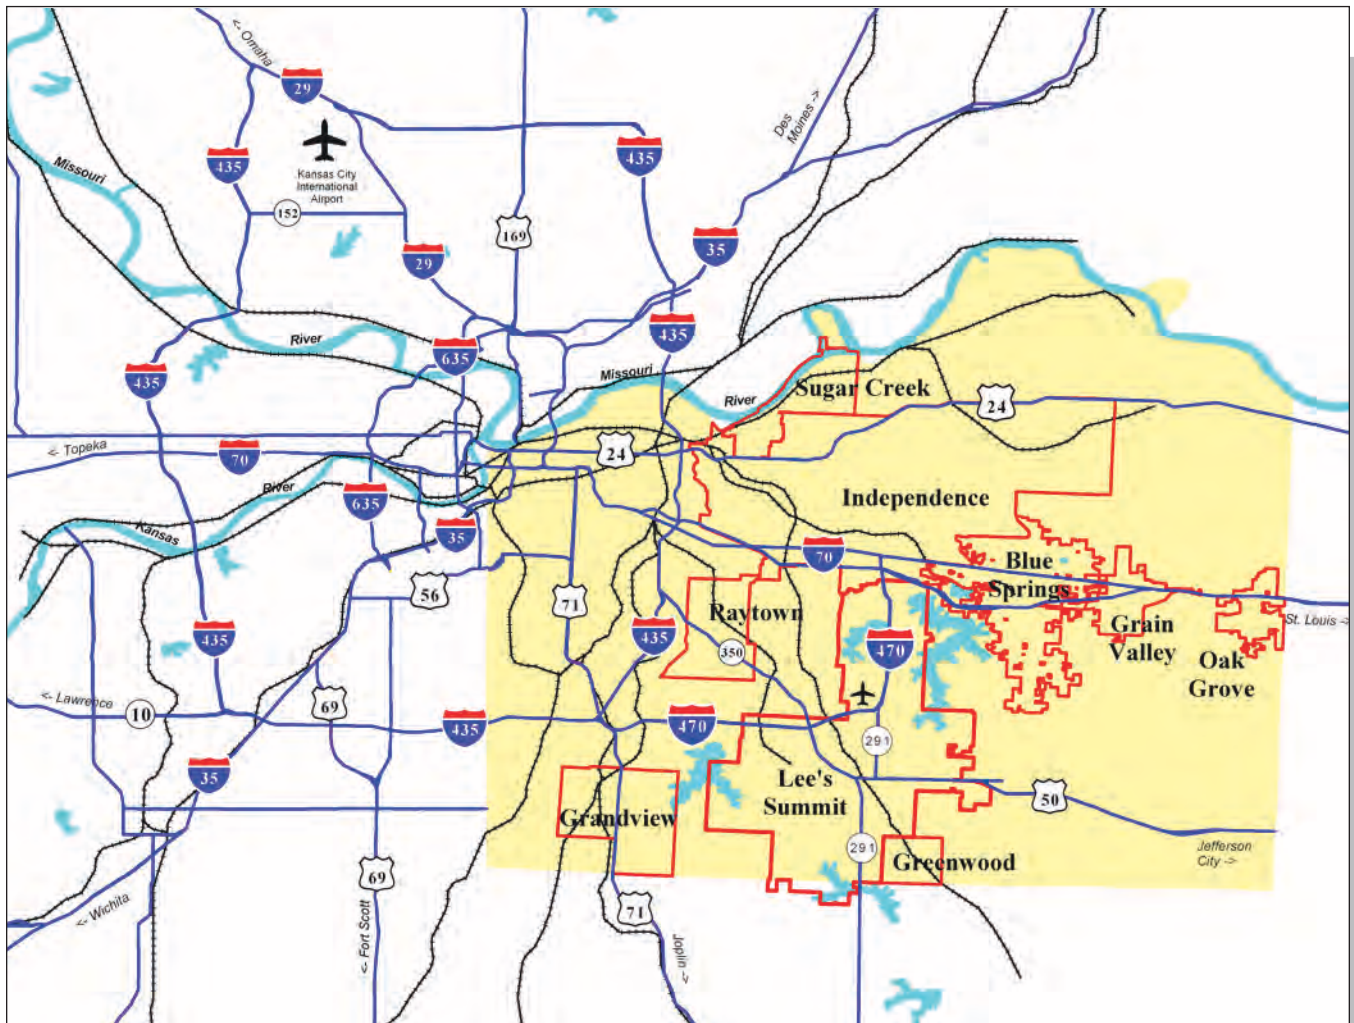 <- Omaha
29
435
Kansas City
International
Airport
152
169
435
Des
Moines ->
35
29
Missouri
River
635
435
435
Missouri
River
Sugar Creek
24
<- Topeka
70
24
River
635
Kansas
35
Independence
70
Blue
Springs
56
71
Raytown
435
350
435
470
Grain
Valley
St. Louis ->
Oak
Grove
<- Lawrence
10
69
435
470
291
35
Lee's
Summit
50
Grandview
291
Greenwood
Jefferson
City ->
69
<- Wichita
71
<- Fort Scott
Joplin ->